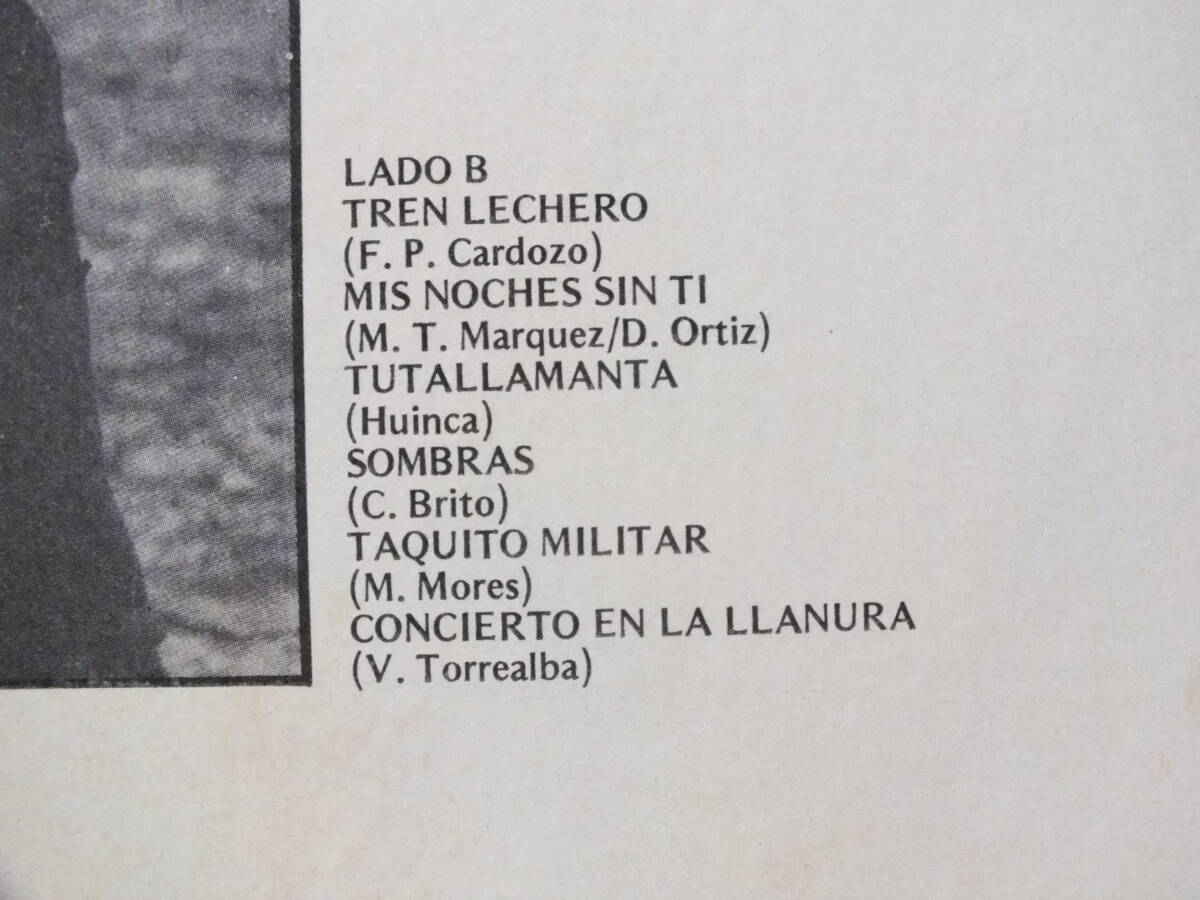 LADO B
TREN LECHERO
(F. P. Cardozo)
MIS NOCHES SIN TI
(M. T. Marquez/D. Ortiz)
TUTALLAMANTA
(Huinca)
SOMBRAS
(C. Brito)
TAQUITO MILITAR
(M. Mores)
CONCIERTO EN LA LLANURA
(V. Torrealba)